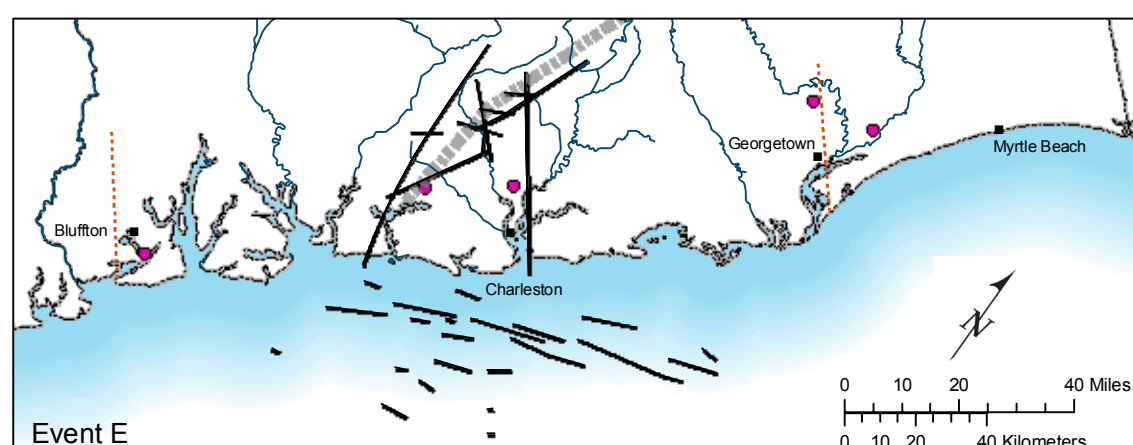 Georgetown
Myrtle Beach
Bluffton
Charleston
N
0 10 20 40 Miles
0 10 20 40 Kilometers
Event E